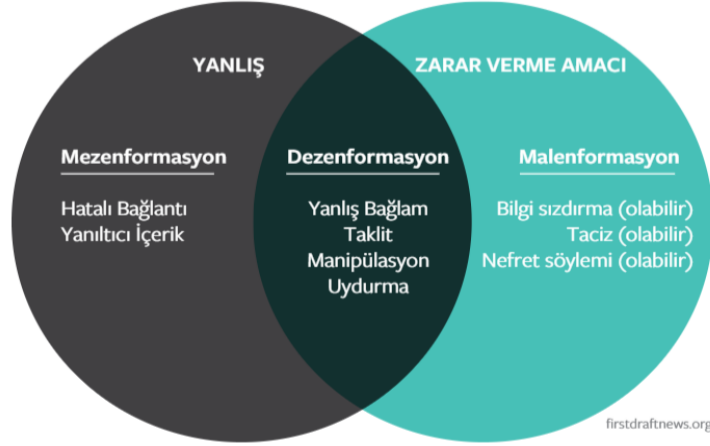 YANLIŞ
ZARAR VERME AMACI
Mezenformasyon
Hatalı Bağlantı
Yanıltıcı İçerik
Dezenformasyon
Yanlış Bağlam
Taklit
Manipülasyon
Uydurma
Malenformasyon
Bilgi sızdırma (olabilir)
Taciz (olabilir)
Nefret söylemi (olabilir)
firstdraftnews.org